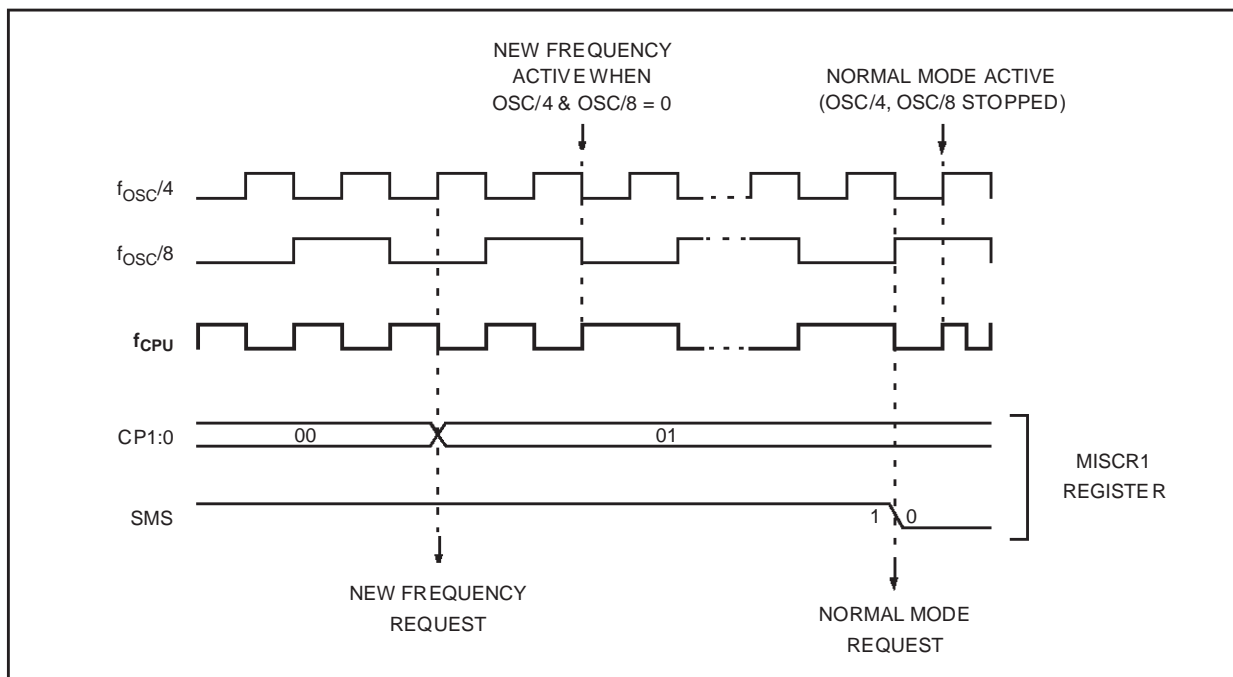 NEW FREQUENCY
ACTIVE WHEN
OSC/4 & OSC/8 = 0
NORMAL MODE ACTIVE
(OSC/4, OSC/8 STOPPED)
fOSC/4
fOSC/8
fCPU
CP1:0
00
01
SMS
1
0
MISCR1
REGISTER
NEW FREQUENCY
REQUEST
NORMAL MODE
REQUEST